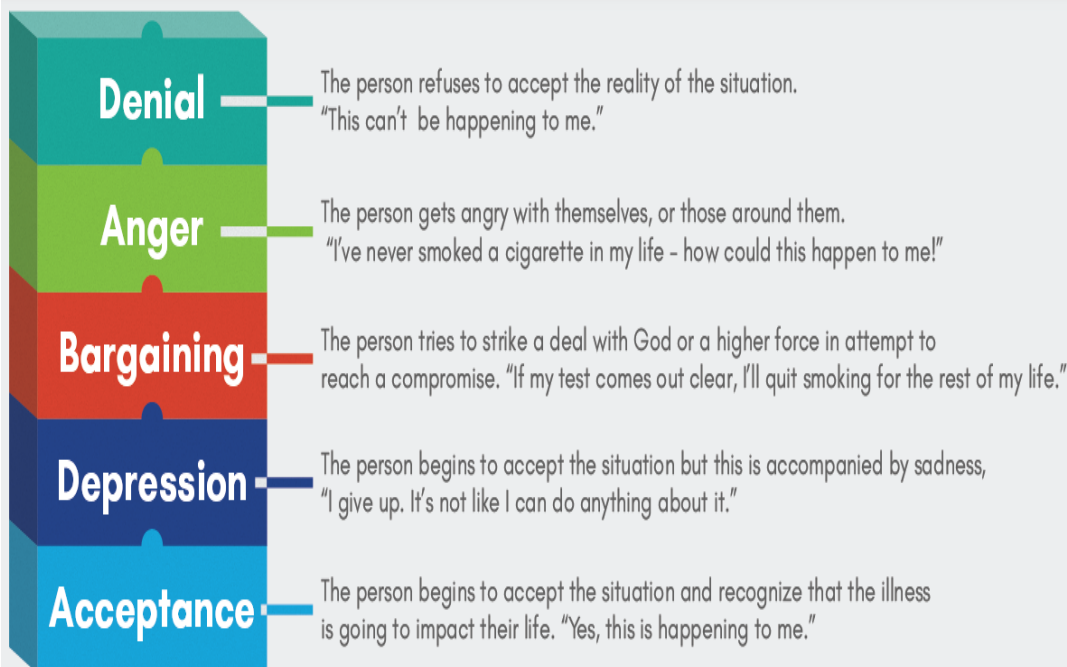 Denial
The person refuses to accept the reality of the situation.
“This can’t be happening to me.”
Anger
The person gets angry with themselves, or those around them.
“I’ve never smoked a cigarette in my life - how could this happen to me!”
Bargaining
The person tries to strike a deal with God or a higher force in attempt to
reach a compromise. “If my test comes out clear, I’ll quit smoking for the rest of my life.”
Depression
The person begins to accept the situation but this is accompanied by sadness,
“I give up. It’s not like I can do anything about it.”
Acceptance
The person begins to accept the situation and recognize that the illness
is going to impact their life. “Yes, this is happening to me.”